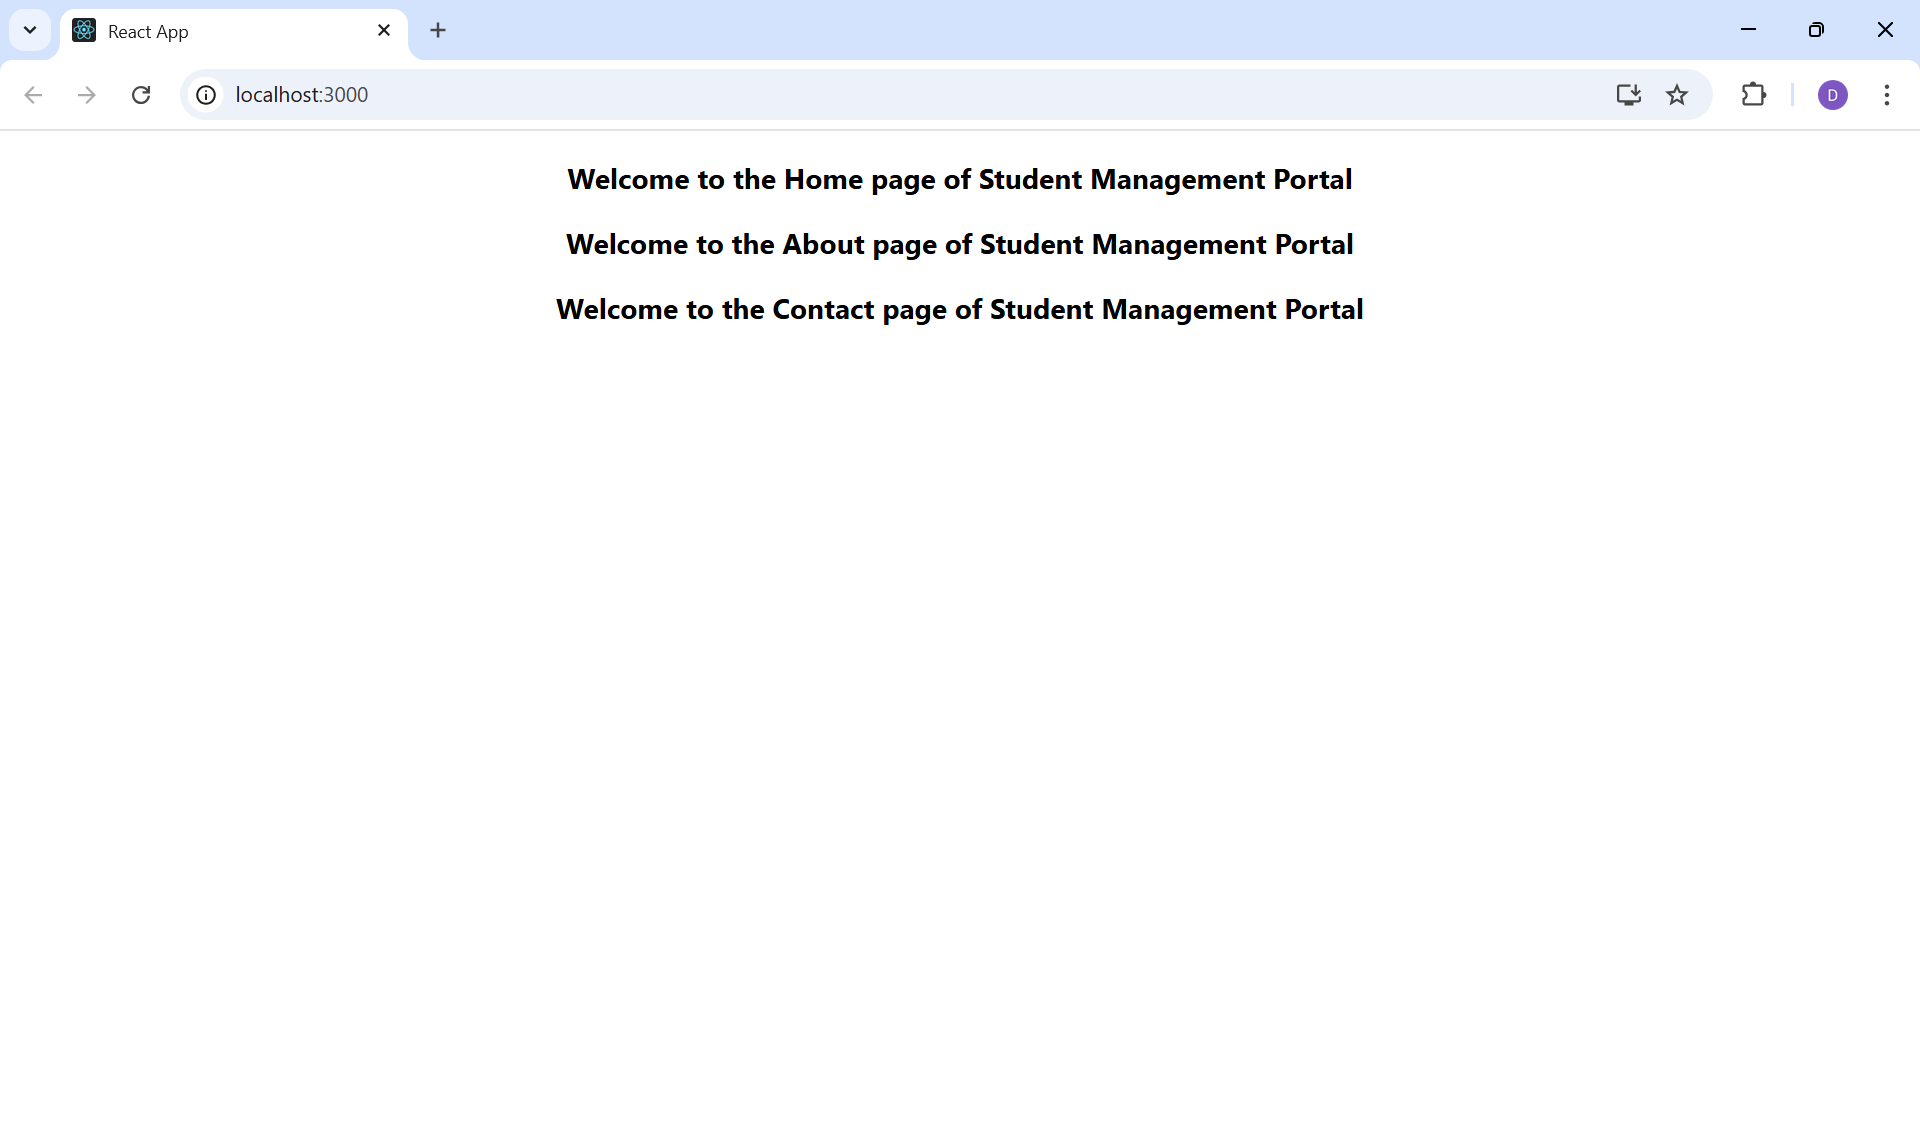 React App
localhost:3000
D
Welcome to the Home page of Student Management Portal
Welcome to the About page of Student Management Portal
Welcome to the Contact page of Student Management Portal